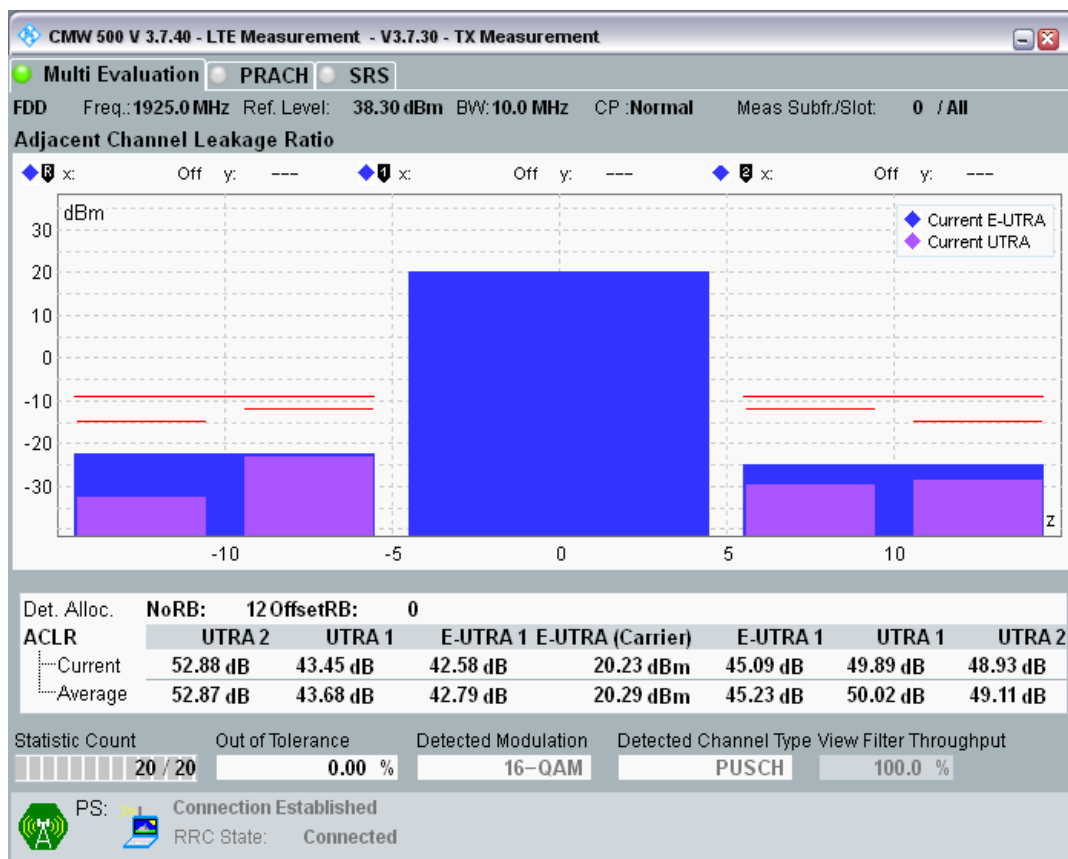 CMW 500 V 3.7.40 - LTE Measurement - V3.7.30 - TX Measurement
Multi Evaluation PRACH SRS
FDD Freg.: 1925.0 MHz Ref. Level: 38.30 dBm BW: 10.0 MHz CP :Normal Meas Subfr./Slot: 0 / All
Adjacent Channel Leakage Ratio
R x: Off y: --- 1 x: Off y: --- 2 x: Off y: ---
dBm
Current E-UTRA
Current UTRA
30
20
10
0
-10
-20
-30
z
-10 -5 0 5 10
Det. Alloc. NoRB: 12 OffsetRB: 0
ACLR UTRA 2 UTRA 1 E-UTRA 1 E-UTRA (Carrier) E-UTRA 1 UTRA 1 UTRA 2
Current 52.88 dB 43.45 dB 42.58 dB 20.23 dBm 45.09 dB 49.89 dB 48.93 dB
Average 52.87 dB 43.68 dB 42.79 dB 20.29 dBm 45.23 dB 50.02 dB 49.11 dB
Statistic Count Out of Tolerance Detected Modulation Detected Channel Type View Filter Throughput
20 / 20 0.00 % 16-QAM PUSCH 100.0 %
PS: Connection Established
RRC State: Connected